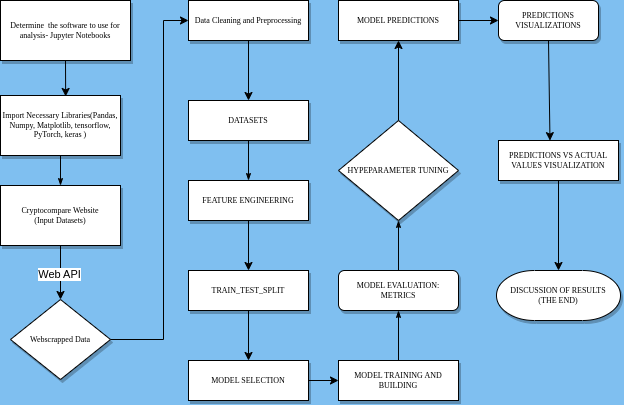 Determine the software to use for
analysis- Jupyter Notebooks
Import Necessary Libraries(Pandas,
Numpy, Matplotlib, tensorflow,
PyTorch, keras )
Cryptocompare Website
(Input Datasets)
Web API
Webscrapped Data
Data Cleaning and Preprocessing
DATASETS
FEATURE ENGINEERING
TRAIN_TEST_SPLIT
MODEL SELECTION
MODEL TRAINING AND
BUILDING
MODEL EVALUATION:
METRICS
HYPEPARAMETER TUNING
MODEL PREDICTIONS
PREDICTIONS
VISUALIZATIONS
PREDICTIONS VS ACTUAL
VALUES VISUALIZATION
DISCUSSION OF RESULTS
(THE END)